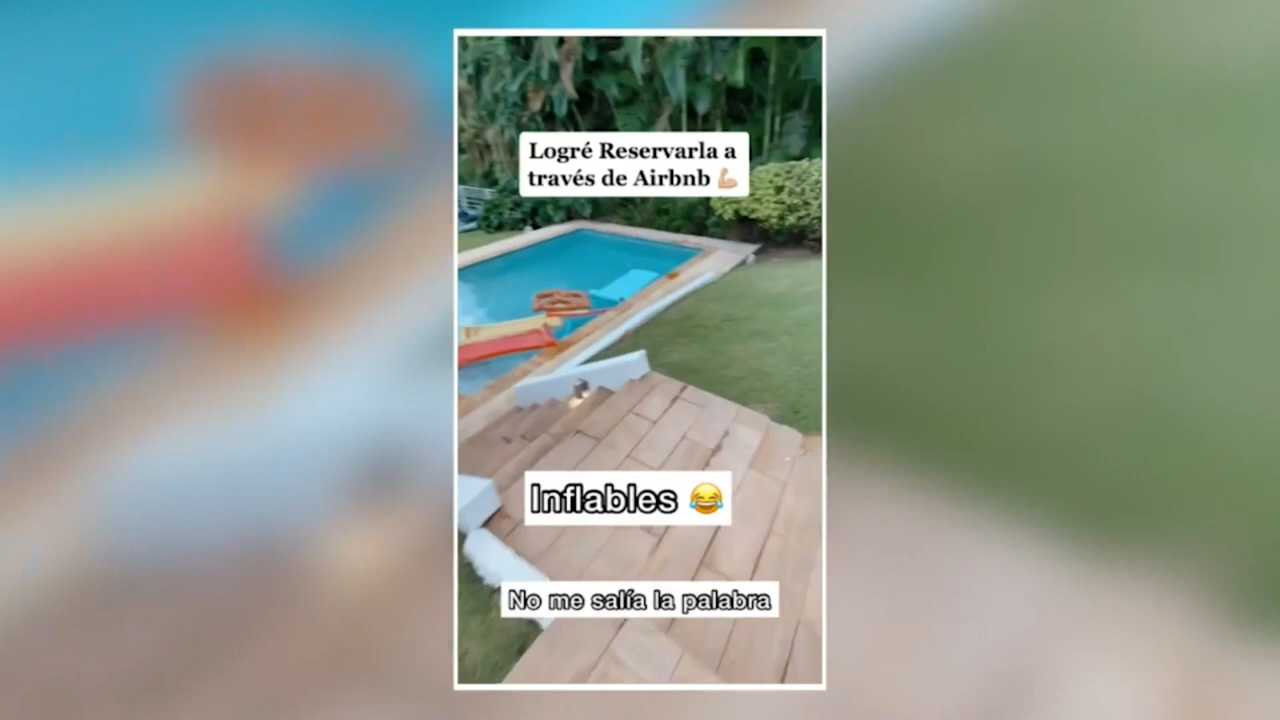 Logré Reservarla a
través de Airbnb 💪🏼
Inflables 😂
No me salía la palabra